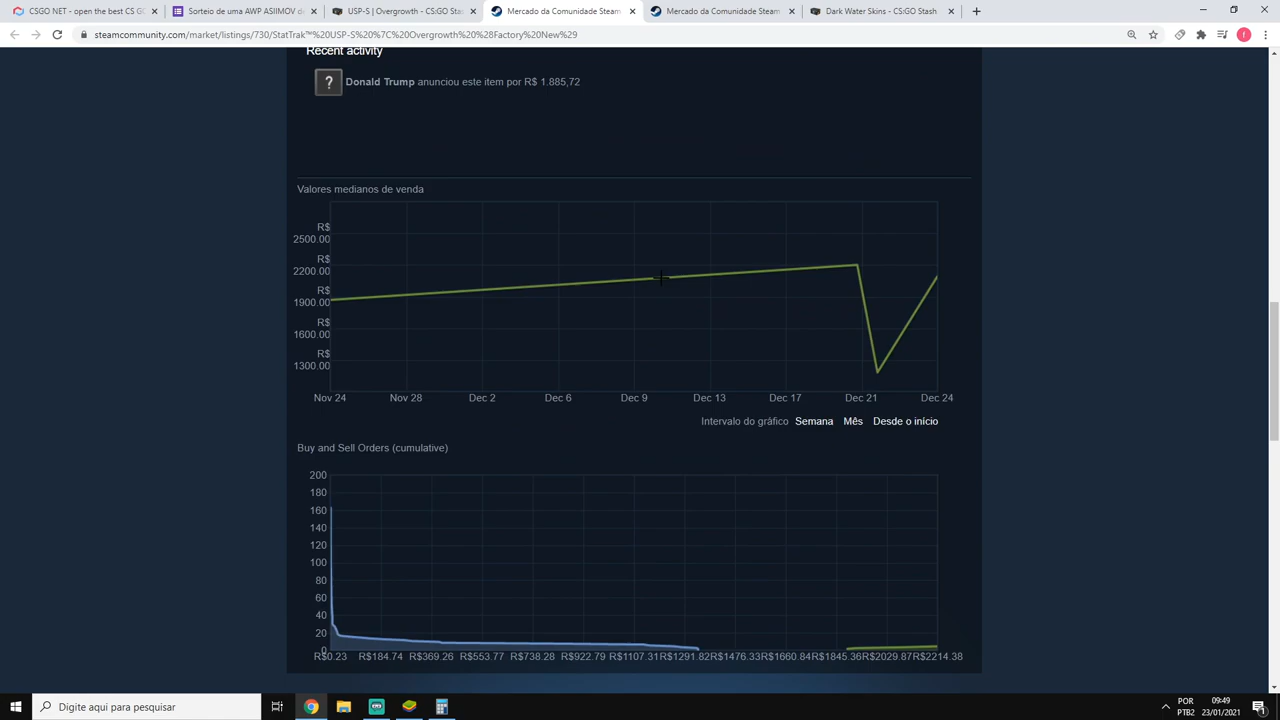 CSGO NET - open the best CS GO
Sorteio de uma AWP ASIIMOV d
USP-S | Overgrowth - CS:GO Stas
Mercado da Comunidade Steam
Mercado da Comunidade Steam
Dark Water Skins - CS:GO Stash
steamcommunity.com/market/listings/730/StatTrak™%20USP-S%20%7C%20Overgrowth%20%28Factory%20New%29
Recent activity
? Donald Trump anunciou este item por R$ 1.885,72
Valores medianos de venda
R$
2500.00
R$
2200.00
R$
1900.00
R$
1600.00
R$
1300.00
Nov 24 Nov 28 Dec 2 Dec 6 Dec 9 Dec 13 Dec 17 Dec 21 Dec 24
Intervalo do gráfico Semana Mês Desde o início
Buy and Sell Orders (cumulative)
200
180
160
140
120
100
80
60
40
20
0
R$0.23 R$184.74 R$369.26 R$553.77 R$738.28 R$922.79 R$1107.31 R$1291.82 R$1476.33 R$1660.84 R$1845.36 R$2029.87 R$2214.38
Digite aqui para pesquisar
POR
PTB2
09:49
23/01/2021